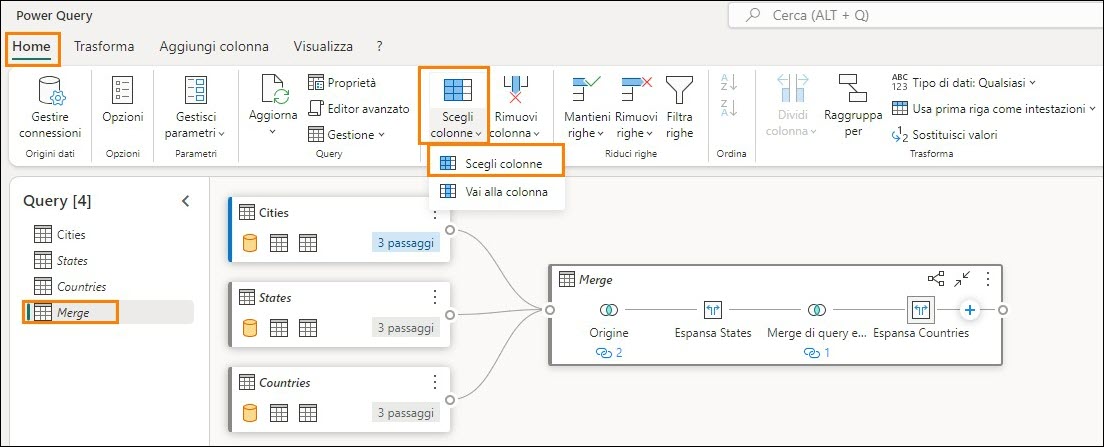 Power Query
Cerca (ALT + Q)
Home Trasforma Aggiungi colonna Visualizza ?
Gestire
connessioni
Origini dati
Opzioni
Opzioni
Gestisci
parametri
Parametri
Aggiorna
Proprietà
Editor avanzato
Gestione
Query
Scegli
colonne
Rimuovi
colonna
Scegli colonne
Vai alla colonna
Mantieni
righe
Rimuovi
righe
Filtra
righe
Riduci righe
A
Z
Z
A
Ordina
Dividi
colonna
Raggruppa
per
ABC
123
Tipo di dati: Qualsiasi
Usa prima riga come intestazioni
1
2
Sostituisci valori
Trasforma
Query [4]
Cities
States
Countries
Merge
Cities
3 passaggi
States
3 passaggi
Countries
3 passaggi
Merge
Origine
2
Espansa States
Merge di query e...
1
Espansa Countries